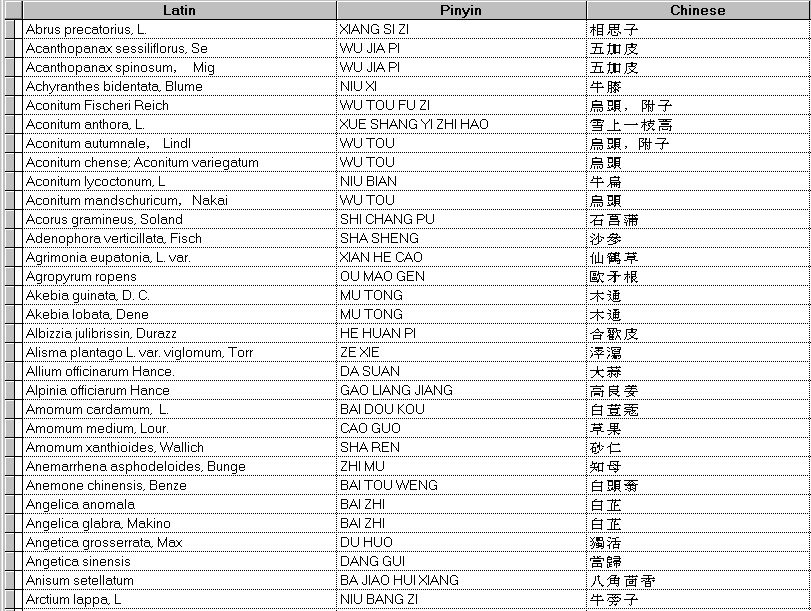 Latin Pinyin Chinese
Abrus precatorius, L. XIANG SI ZI 相思子
Acanthopanax sessiliflorus, Se WU JIA PI 五加皮
Acanthopanax spinosum, Mig WU JIA PI 五加皮
Achyranthes bidentata, Blume NIU XI 牛膝
Aconitum Fischeri Reich WU TOU FU ZI 烏頭，附子
Aconitum anthora, L. XUE SHANG YI ZHI HAO 雪上一枝蒿
Aconitum autumnale, Lindl WU TOU 烏頭，附子
Aconitum chense; Aconitum variegatum WU TOU 烏頭
Aconitum lycoctonum, L NIU BIAN 牛扁
Aconitum mandschuricum, Nakai WU TOU 烏頭
Acorus gramineus, Soland SHI CHANG PU 石菖蒲
Adenophora verticillata, Fisch SHA SHENG 沙參
Agrimonia eupatonia, L. var. XIAN HE CAO 仙鶴草
Agropyrum ropens OU MAO GEN 歐矛根
Akebia guinata, D. C. MU TONG 木通
Akebia lobata, Dene MU TONG 木通
Albizzia julibrissin, Durazz HE HUAN PI 合歡皮
Alisma plantago L. var. viglomum, Torr ZE XIE 澤瀉
Allium officinarum Hance. DA SUAN 大蒜
Alpinia officiarum Hance GAO LIANG JIANG 高良姜
Amomum cardamum, L. BAI DOU KOU 白荳蔻
Amomum medium, Lour. CAO GUO 草果
Amomum xanthioides, Wallich SHA REN 砂仁
Anemarrhena asphodeloides, Bunge ZHI MU 知母
Anemone chinensis, Benze BAI TOU WENG 白頭翁
Angelica anomala BAI ZHI 白芷
Angelica glabra, Makino BAI ZHI 白芷
Angelica grosserrata, Max DU HUO 獨活
Angelica sinensis DANG GUI 當歸
Anisum setellatum BA JIAO HUI XIANG 八角茴香
Arctium lappa, L NIU BANG ZI 牛旁子